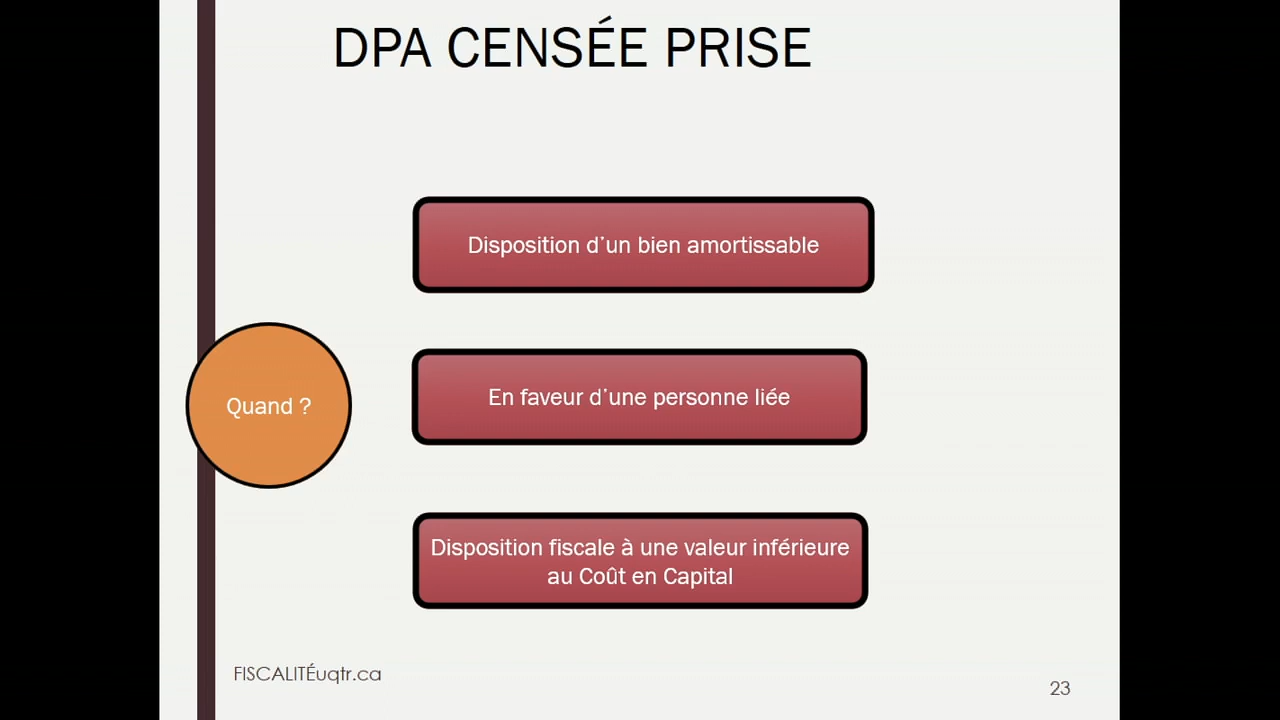 DPA CENSÉE PRISE
Disposition d'un bien amortissable
Quand ?
En faveur d'une personne liée
Disposition fiscale à une valeur inférieure
au Coût en Capital
FISCALITÉuqtr.ca
23